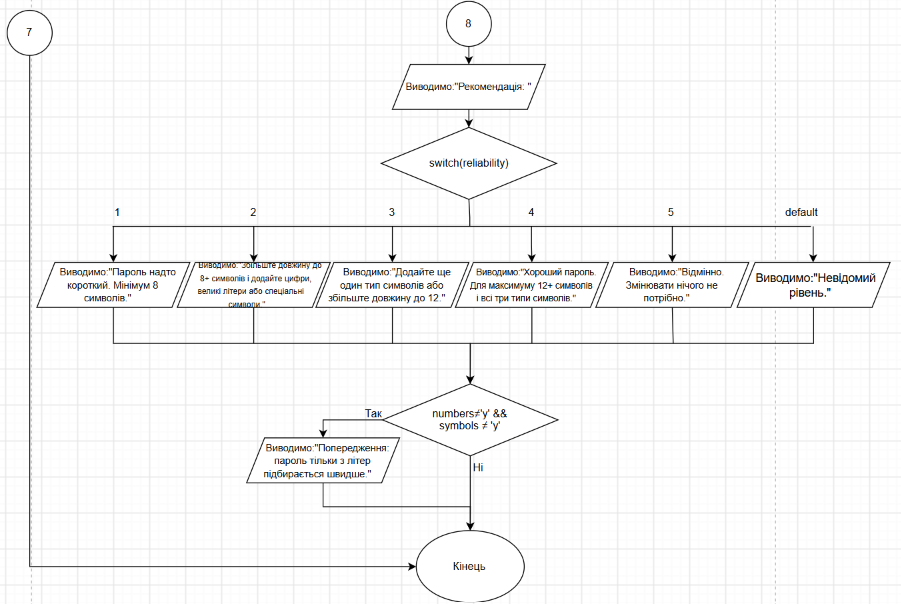 7
8
Виводимо:"Рекомендація: "
switch(reliability)
1
2
3
4
5
default
Виводимо:"Пароль надто
короткий. Мінімум 8
символів."
Виводимо:"Збільште довжину до
8+ символів і додайте цифри,
великі літери або спеціальні
символи."
Виводимо:"Додайте ще
один тип символів або
збільште довжину до 12."
Виводимо:"Хороший пароль.
Для максимуму 12+ символів
і всі три типи символів."
Виводимо:"Відмінно.
Змінювати нічого не
потрібно."
Виводимо:"Невідомий
рівень."
Так
numbers≠'y' &&
symbols ≠ 'y'
Ні
Виводимо:"Попередження:
пароль тільки з літер
підбирається швидше."
Кінець